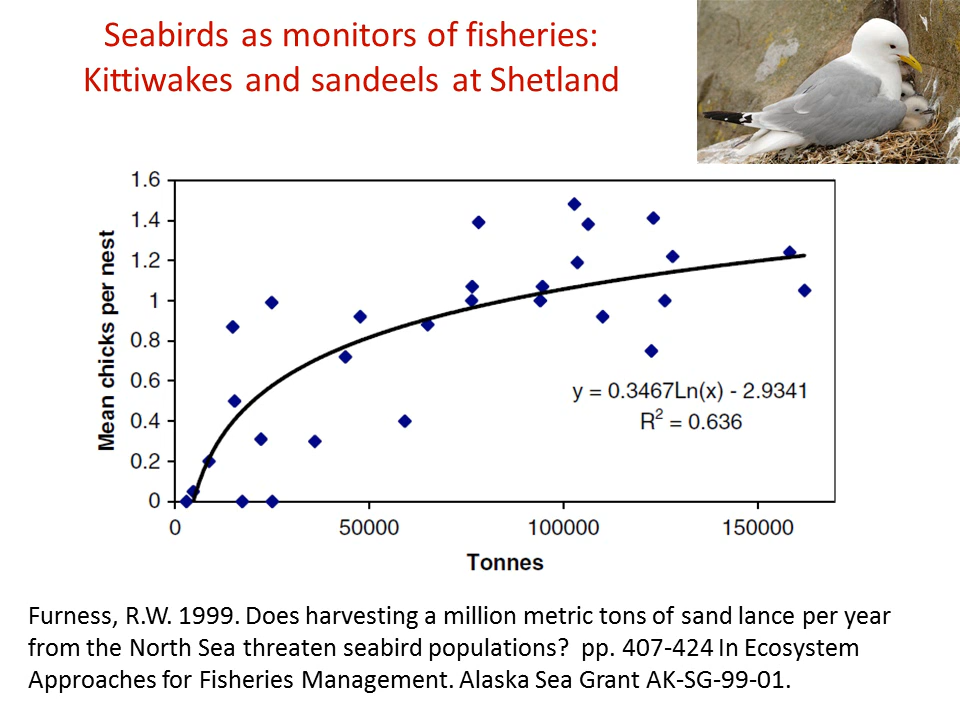 Seabirds as monitors of fisheries:
Kittiwakes and sandeels at Shetland
1.6
1.4
1.2
1
0.8
0.6
0.4
0.2
0
Mean chicks per nest
y = 0.3467Ln(x) - 2.9341
R² = 0.636
0 50000 100000 150000
Tonnes
Furness, R.W. 1999. Does harvesting a million metric tons of sand lance per year
from the North Sea threaten seabird populations?  pp. 407-424 In Ecosystem
Approaches for Fisheries Management. Alaska Sea Grant AK-SG-99-01.